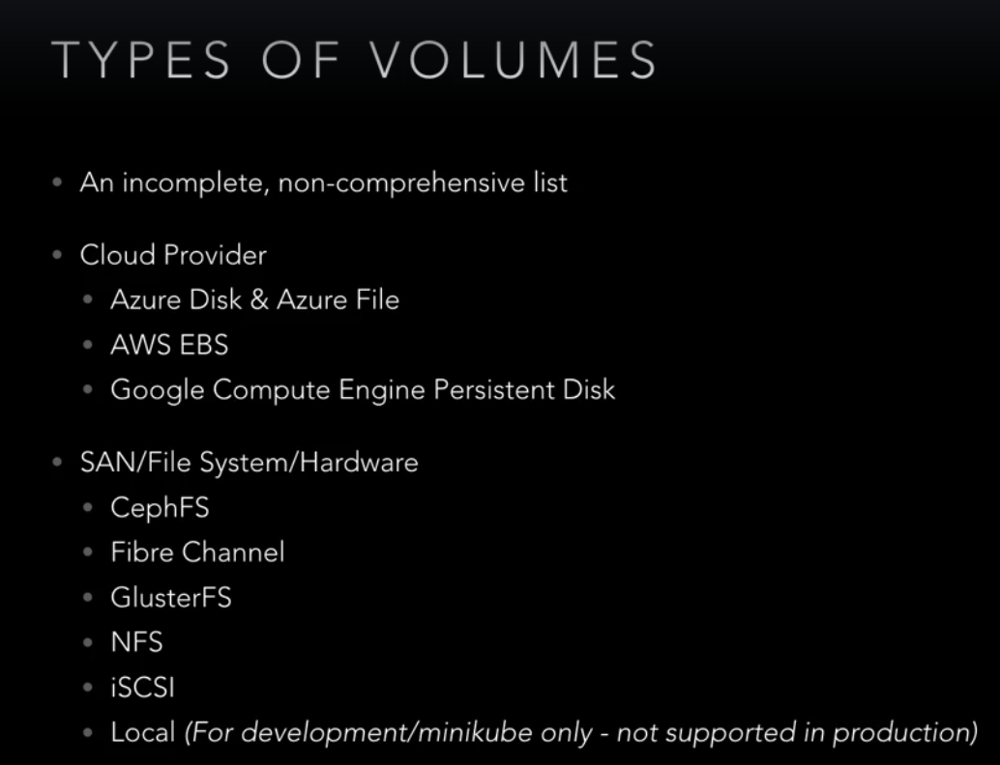 TYPES OF VOLUMES
• An incomplete, non-comprehensive list
• Cloud Provider
• Azure Disk & Azure File
• AWS EBS
• Google Compute Engine Persistent Disk
• SAN/File System/Hardware
• CephFS
• Fibre Channel
• GlusterFS
• NFS
• iSCSI
• Local (For development/minikube only - not supported in production)